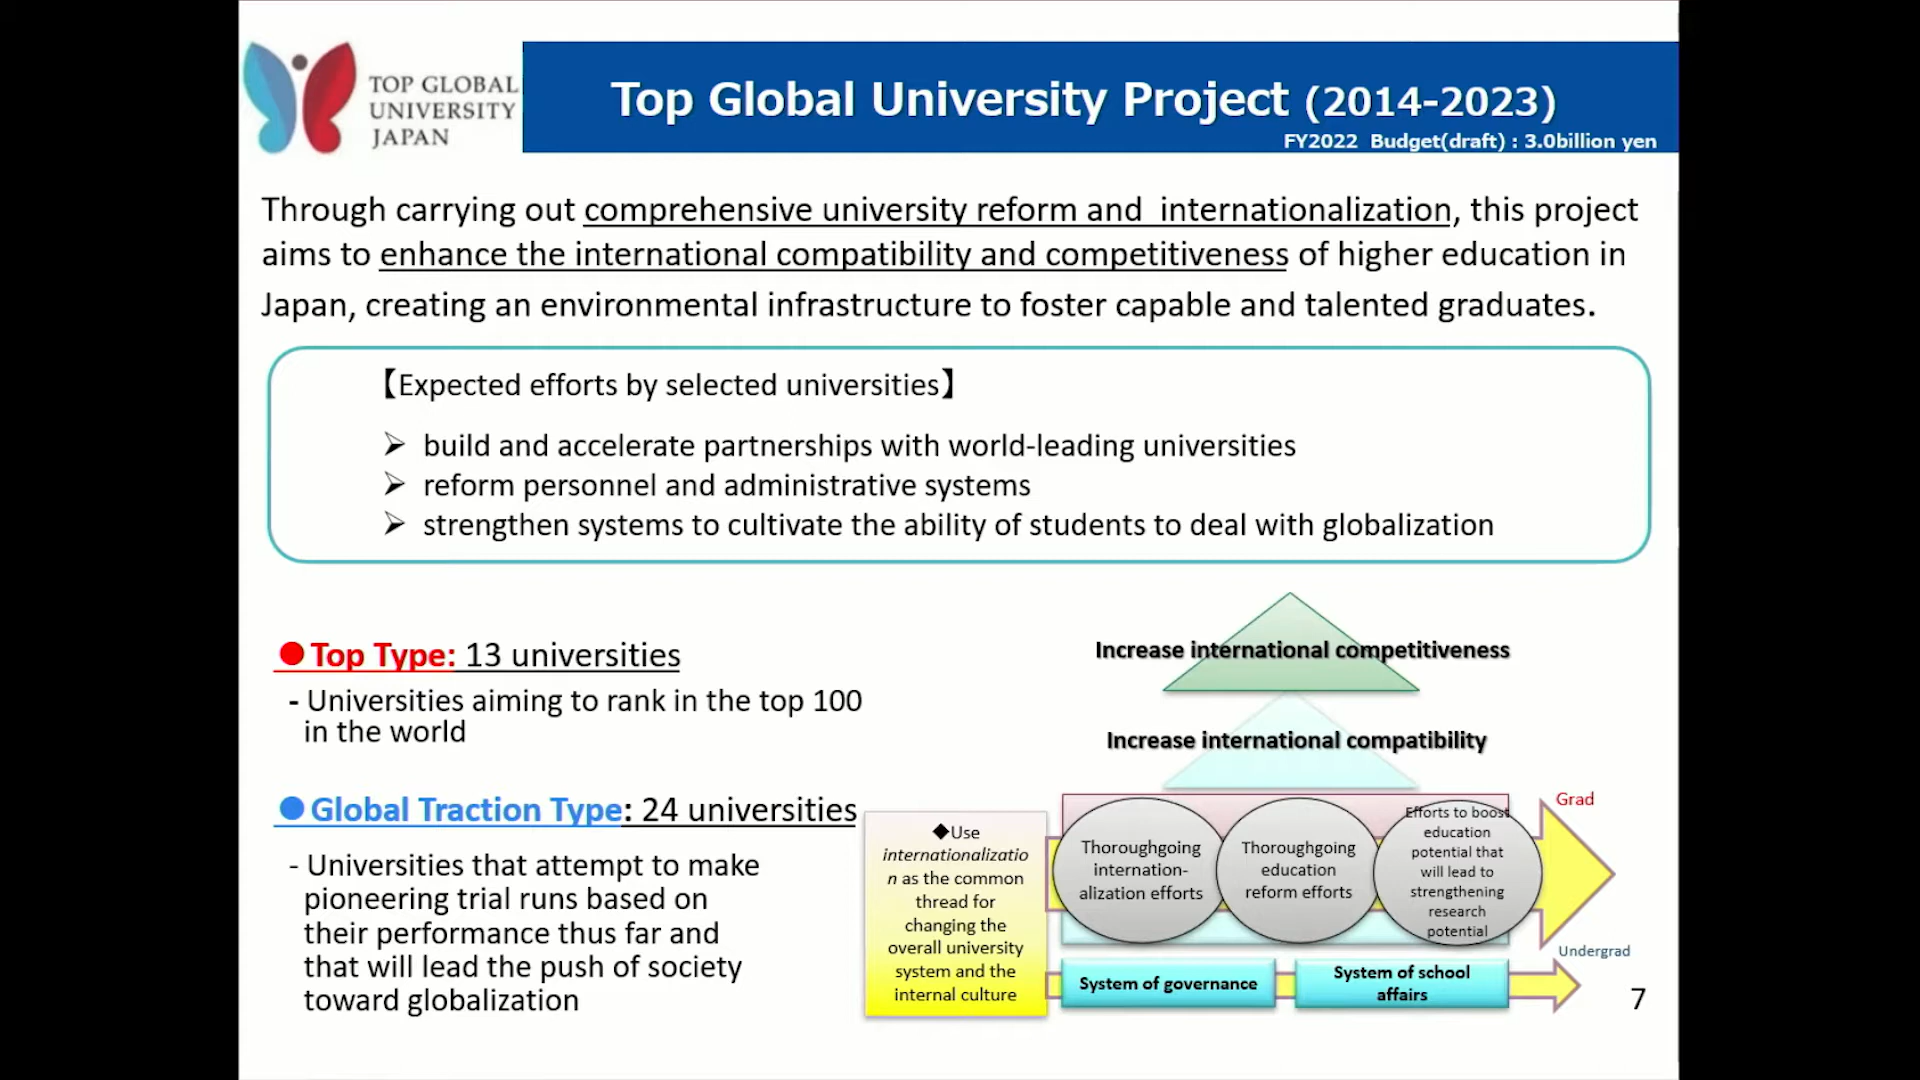 TOP GLOBAL
UNIVERSITY
JAPAN
Top Global University Project (2014-2023)
FY2022 Budget(draft) : 3.0billion yen
Through carrying out comprehensive university reform and internationalization, this project
aims to enhance the international compatibility and competitiveness of higher education in
Japan, creating an environmental infrastructure to foster capable and talented graduates.
【Expected efforts by selected universities】
➢ build and accelerate partnerships with world-leading universities
➢ reform personnel and administrative systems
➢ strengthen systems to cultivate the ability of students to deal with globalization
●Top Type: 13 universities
- Universities aiming to rank in the top 100
in the world
●Global Traction Type: 24 universities
- Universities that attempt to make
pioneering trial runs based on
their performance thus far and
that will lead the push of society
toward globalization
Increase international competitiveness
Increase international compatibility
◆Use
internationalizatio
n as the common
thread for
changing the
overall university
system and the
internal culture
Thoroughgoing
internation-
alization efforts
Thoroughgoing
education
reform efforts
Efforts to boost
education
potential that
will lead to
strengthening
research
potential
Grad
Undergrad
System of governance
System of school
affairs
7